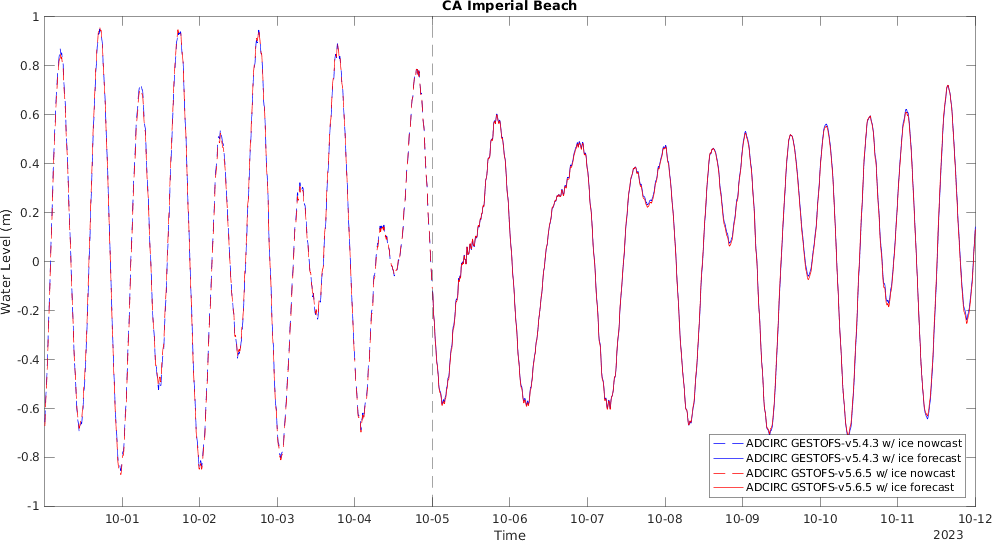 CA Imperial Beach
1
0.8
0.6
0.4
0.2
0
-0.2
-0.4
-0.6
-0.8
-1
Water Level (m)
ADCIRC GESTOFS-v5.4.3 w/ ice nowcast
ADCIRC GESTOFS-v5.4.3 w/ ice forecast
ADCIRC GSTOFS-v5.6.5 w/ ice nowcast
ADCIRC GSTOFS-v5.6.5 w/ ice forecast
10-01 10-02 10-03 10-04 10-05 10-06 10-07 10-08 10-09 10-10 10-11 10-12
Time
2023